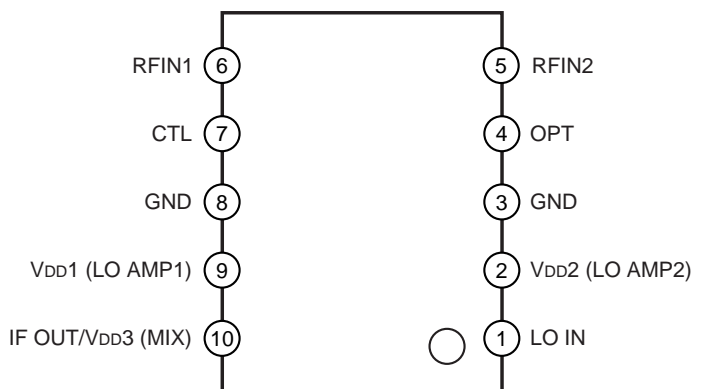 RFIN1 6 5 RFIN2
CTL 7 4 OPT
GND 8 3 GND
VDD1 (LO AMP1) 9 2 VDD2 (LO AMP2)
IF OUT/VDD3 (MIX) 10 1 LO IN